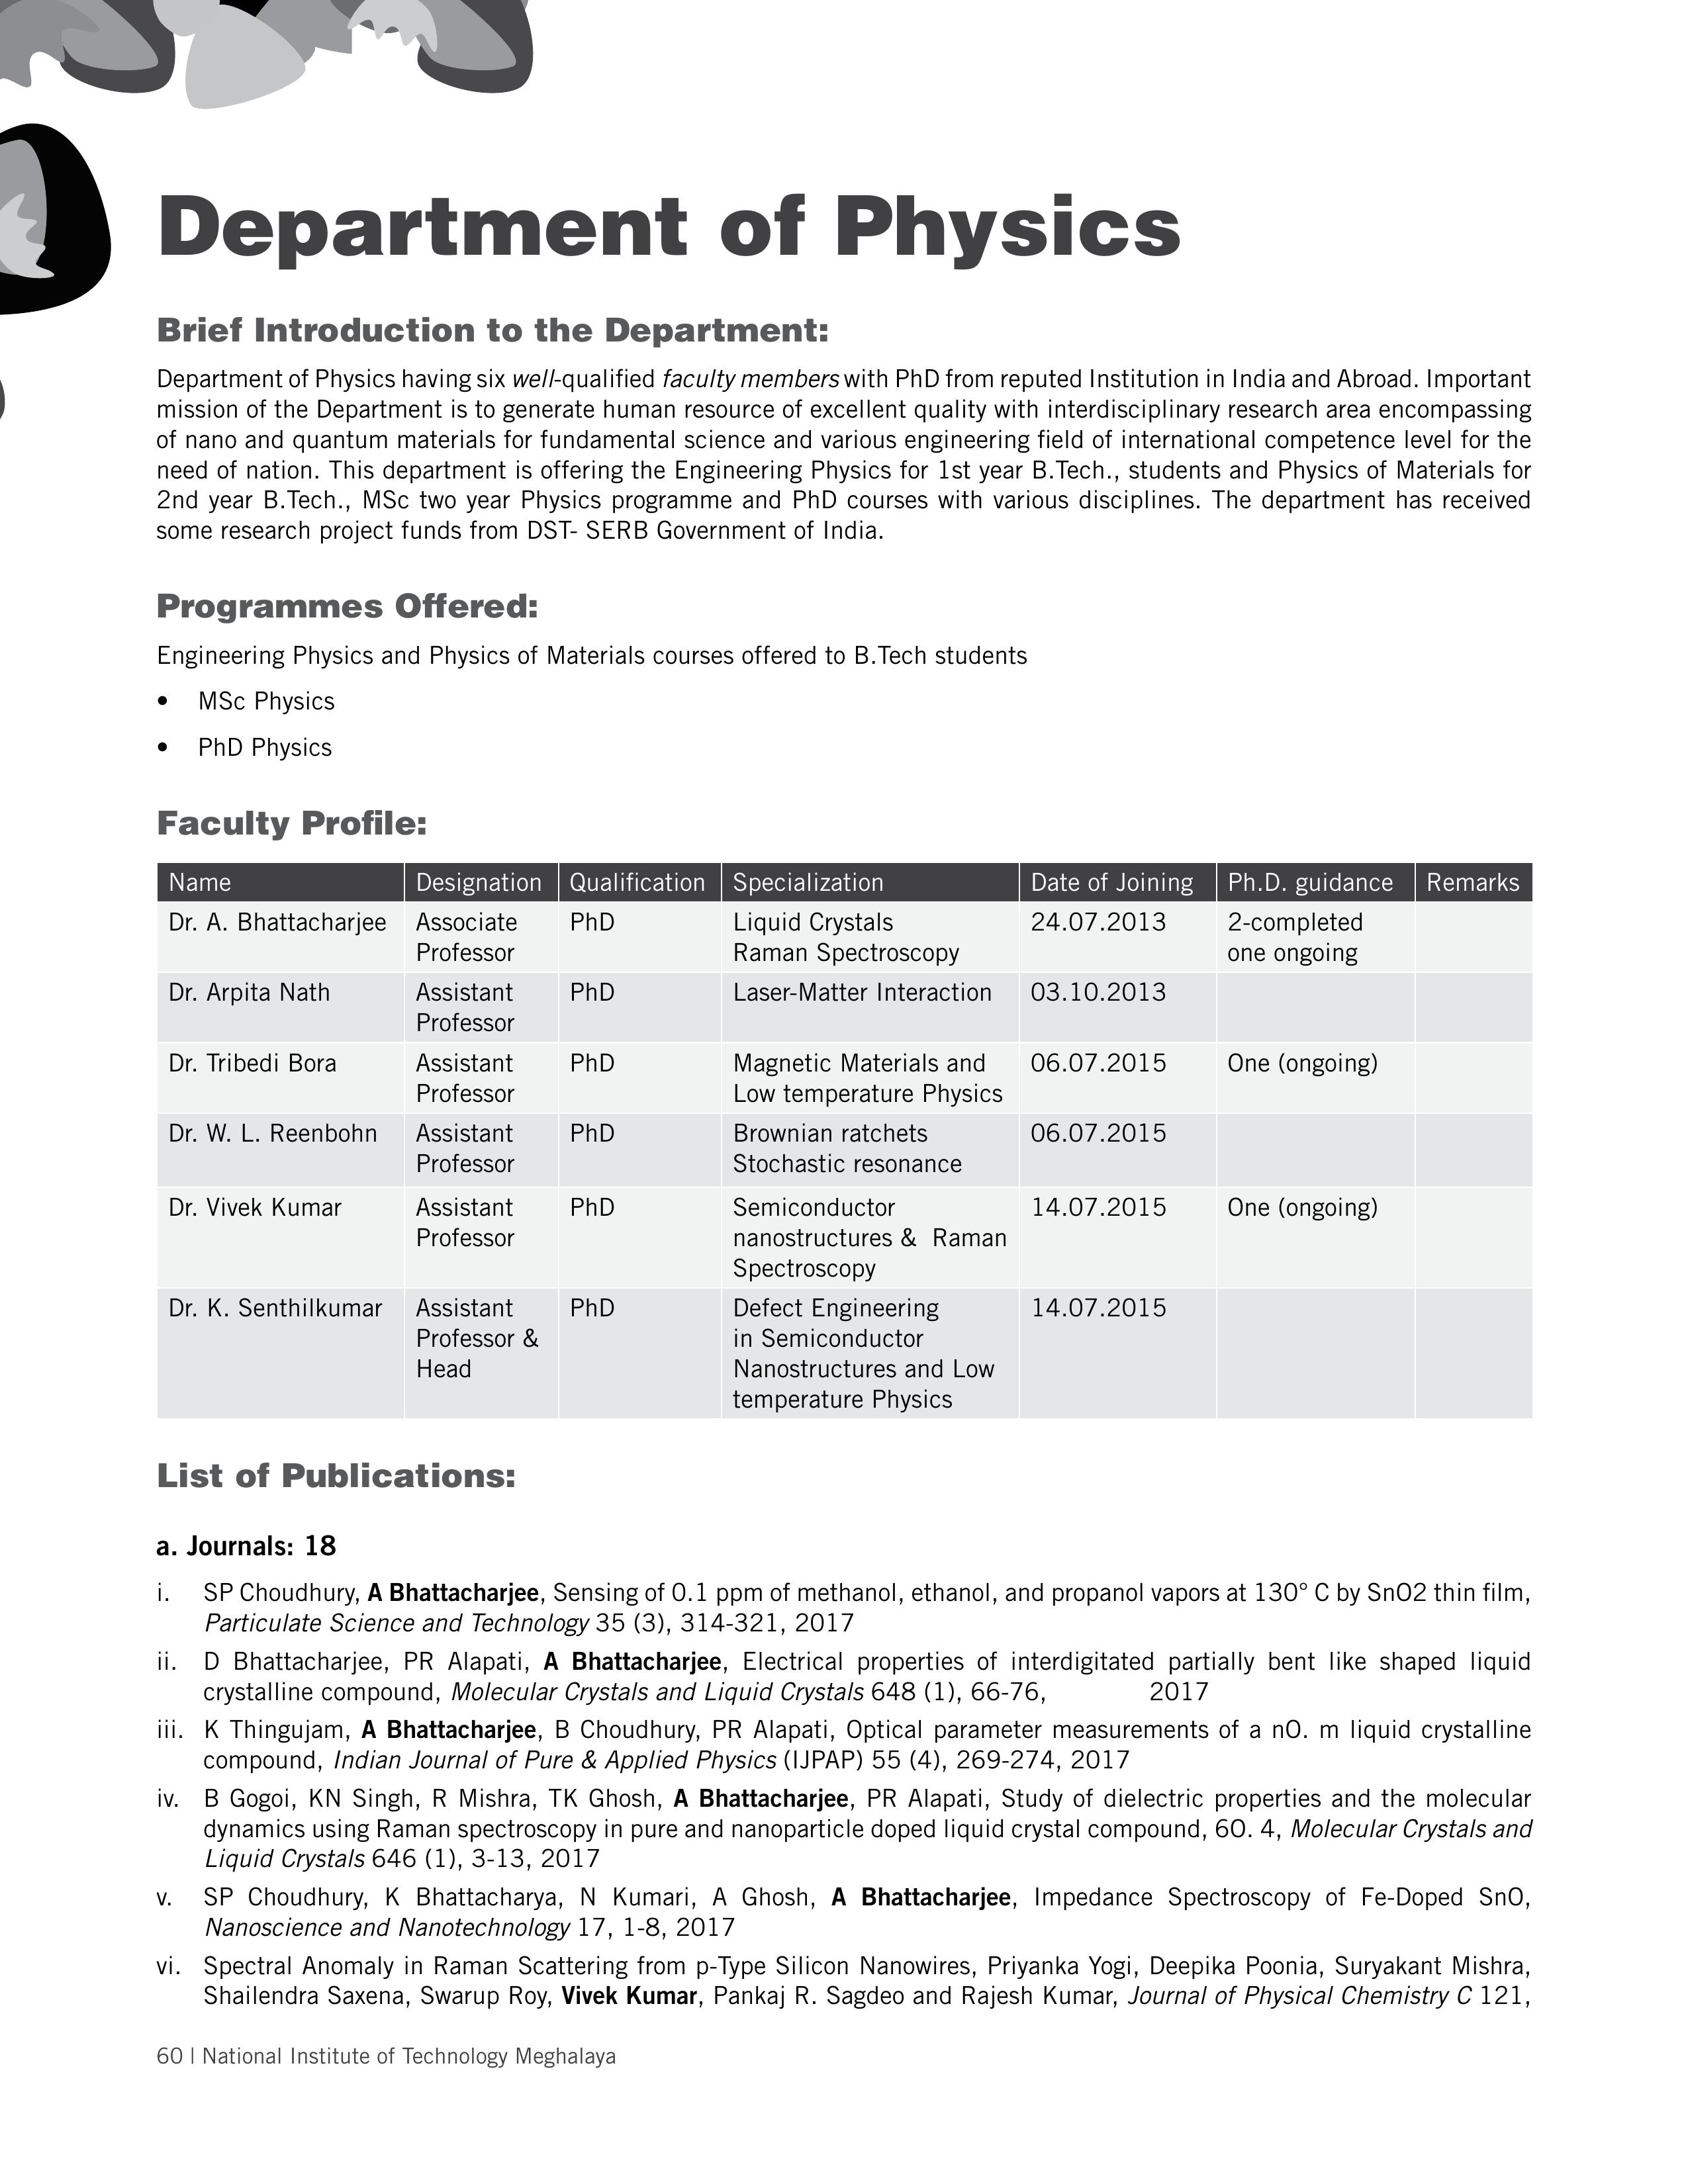 Department of Physics
Brief Introduction to the Department:
Department of Physics having six well-qualified faculty members with PhD from reputed Institution in India and Abroad. Important
mission of the Department is to generate human resource of excellent quality with interdisciplinary research area encompassing
of nano and quantum materials for fundamental science and various engineering field of international competence level for the
need of nation. This department is offering the Engineering Physics for 1st year B.Tech., students and Physics of Materials for
2nd year B.Tech., MSc two year Physics programme and PhD courses with various disciplines. The department has received
some research project funds from DST- SERB Government of India.
Programmes Offered:
Engineering Physics and Physics of Materials courses offered to B.Tech students
• MSc Physics
• PhD Physics
Faculty Profile:
Name Designation Qualification Specialization Date of Joining Ph.D. guidance Remarks
Dr. A. Bhattacharjee Associate PhD Liquid Crystals 24.07.2013 2-completed
Professor Raman Spectroscopy one ongoing
Dr. Arpita Nath Assistant PhD Laser-Matter Interaction 03.10.2013
Professor
Dr. Tribedi Bora Assistant PhD Magnetic Materials and 06.07.2015 One (ongoing)
Professor Low temperature Physics
Dr. W. L. Reenbohn Assistant PhD Brownian ratchets 06.07.2015
Professor Stochastic resonance
Dr. Vivek Kumar Assistant PhD Semiconductor 14.07.2015 One (ongoing)
Professor nanostructures & Raman
Spectroscopy
Dr. K. Senthilkumar Assistant PhD Defect Engineering 14.07.2015
Professor & in Semiconductor
Head Nanostructures and Low
temperature Physics
List of Publications:
a. Journals: 18
i. SP Choudhury, A Bhattacharjee, Sensing of 0.1 ppm of methanol, ethanol, and propanol vapors at 130° C by SnO2 thin film,
Particulate Science and Technology 35 (3), 314-321, 2017
ii. D Bhattacharjee, PR Alapati, A Bhattacharjee, Electrical properties of interdigitated partially bent like shaped liquid
crystalline compound, Molecular Crystals and Liquid Crystals 648 (1), 66-76, 2017
iii. K Thingujam, A Bhattacharjee, B Choudhury, PR Alapati, Optical parameter measurements of a nO. m liquid crystalline
compound, Indian Journal of Pure & Applied Physics (IJPAP) 55 (4), 269-274, 2017
iv. B Gogoi, KN Singh, R Mishra, TK Ghosh, A Bhattacharjee, PR Alapati, Study of dielectric properties and the molecular
dynamics using Raman spectroscopy in pure and nanoparticle doped liquid crystal compound, 6O. 4, Molecular Crystals and
Liquid Crystals 646 (1), 3-13, 2017
v. SP Choudhury, K Bhattacharya, N Kumari, A Ghosh, A Bhattacharjee, Impedance Spectroscopy of Fe-Doped SnO,
Nanoscience and Nanotechnology 17, 1-8, 2017
vi. Spectral Anomaly in Raman Scattering from p-Type Silicon Nanowires, Priyanka Yogi, Deepika Poonia, Suryakant Mishra,
Shailendra Saxena, Swarup Roy, Vivek Kumar, Pankaj R. Sagdeo and Rajesh Kumar, Journal of Physical Chemistry C 121,
60 | National Institute of Technology Meghalaya